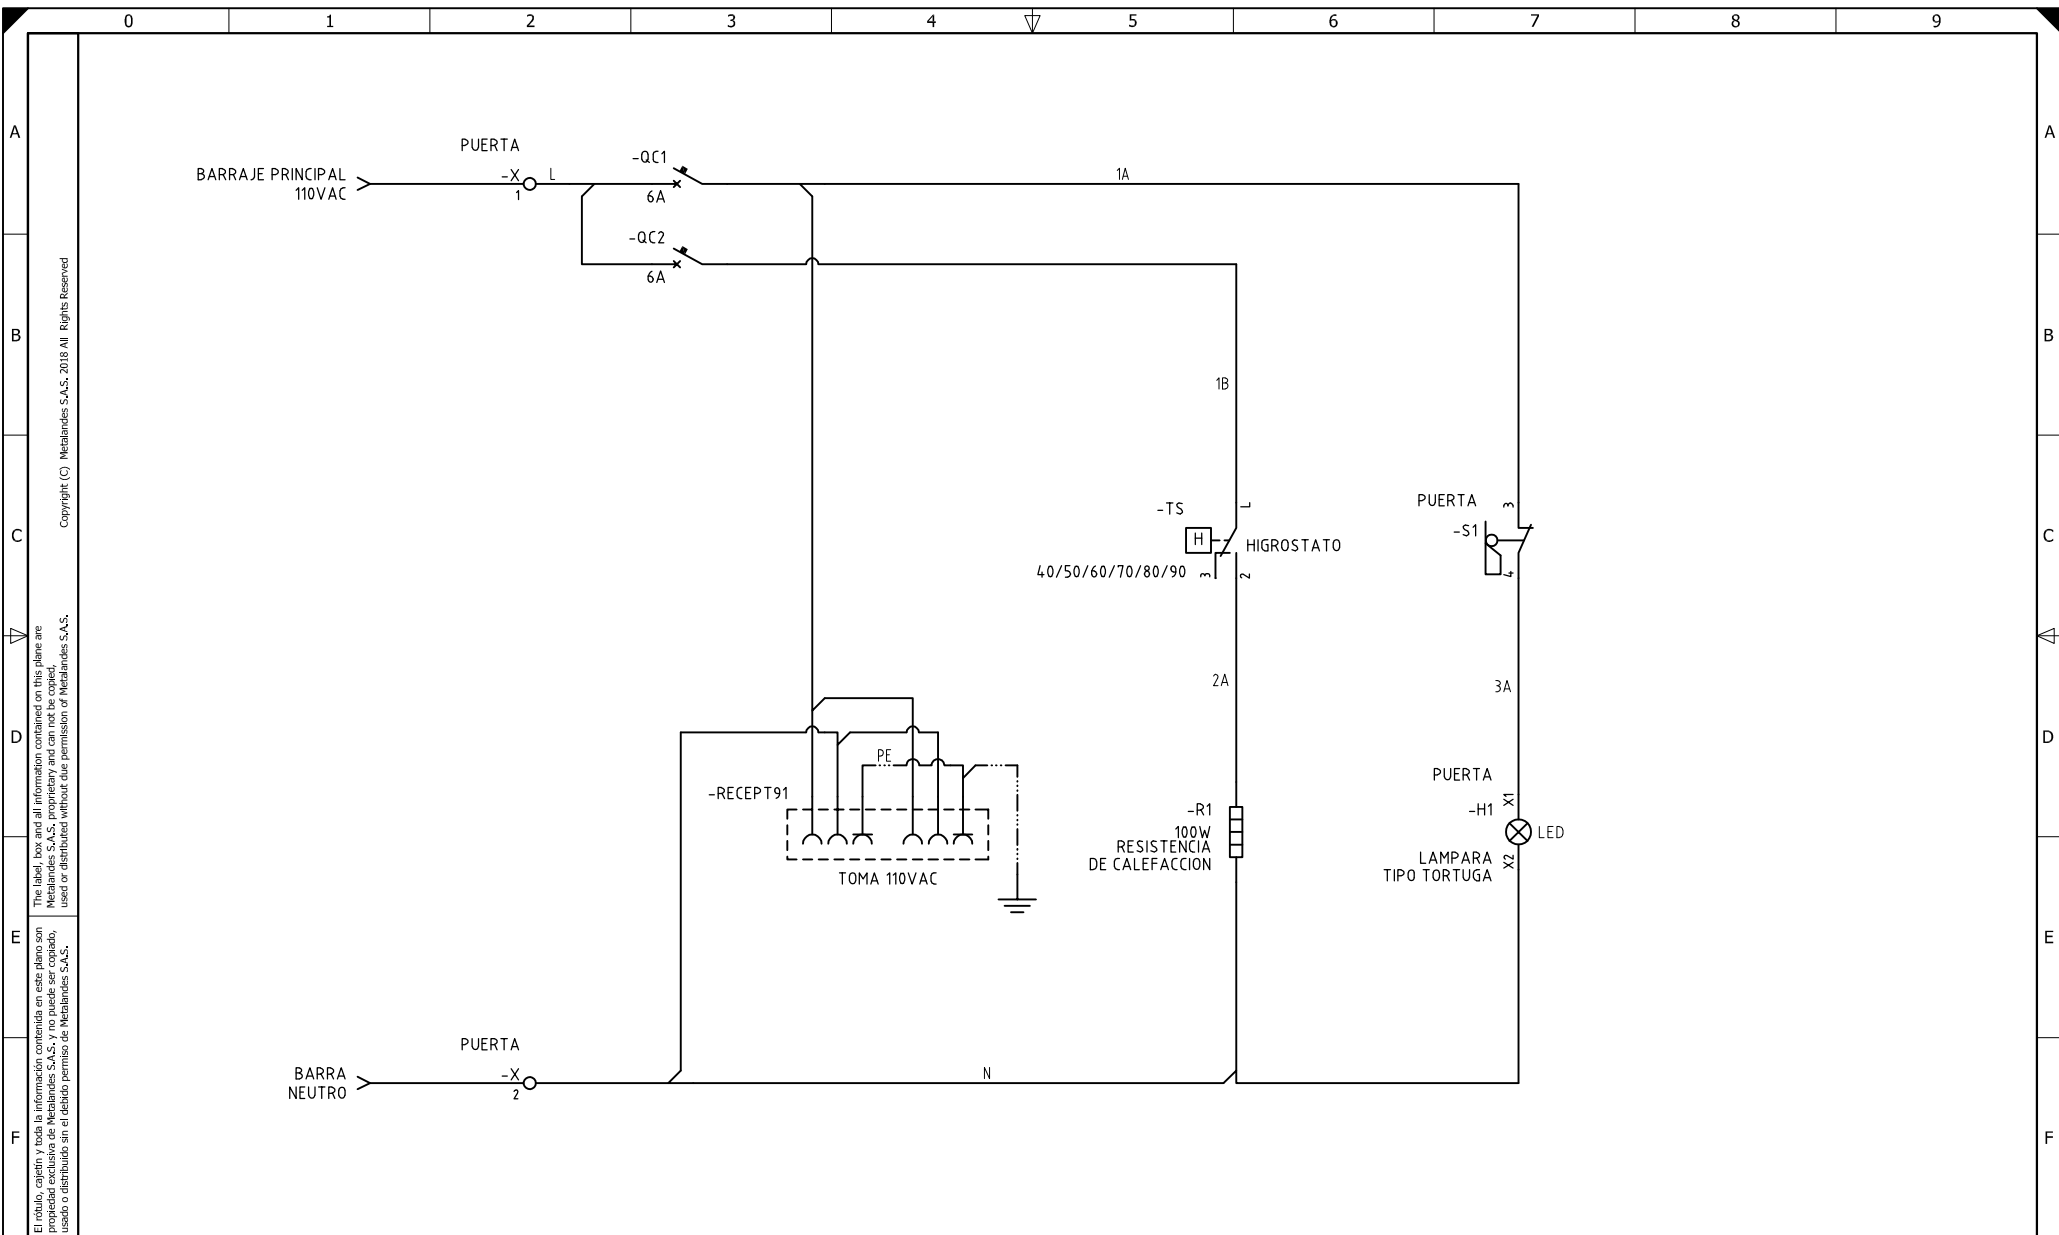 0 1 2 3 4 5 6 7 8 9
A A
PUERTA
-QC1
BARRAJE PRINCIPAL
110VAC
-X
1
L
6A
1A
-QC2
6A
B B
1B
Copyright (C) Metalandes S.A.S. 2018 All Rights Reserved
C C
-TS
L
H
HIGROSTATO
40/50/60/70/80/90
3
2
PUERTA
3
-S1
4
2A
3A
The label, box and all information contained on this plane are
Metalandes S.A.S. proprietary and can not be copied,
used or distributed without due permission of Metalandes S.A.S.
D D
PE
-RECEPT91
TOMA 110VAC
-R1
100W
RESISTENCIA
DE CALEFACCION
PUERTA
X1
-H1
LED
LAMPARA
TIPO TORTUGA
X2
E E
El rótulo, cajetín y toda la información contenida en este plano son
propiedad exclusiva de Metalandes S.A.S. y no puede ser copiado,
usado o distribuido sin el debido permiso de Metalandes S.A.S.
PUERTA
BARRA
NEUTRO
-X
2
N
F F